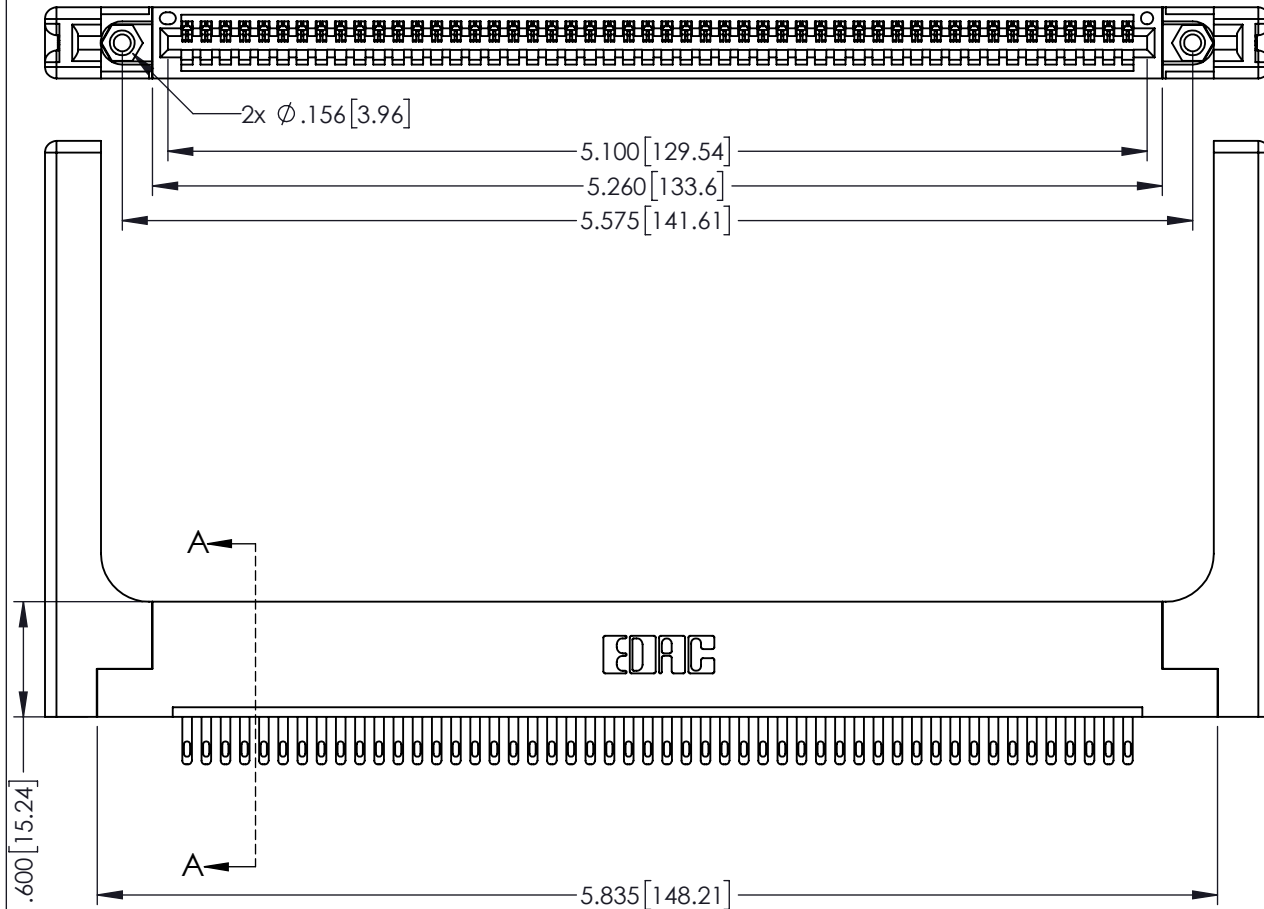 2x ⌀.156[3.96]
5.100[129.54]
5.260[133.6]
5.575[141.61]
A
EDAC
A
.600[15.24]
5.835[148.21]